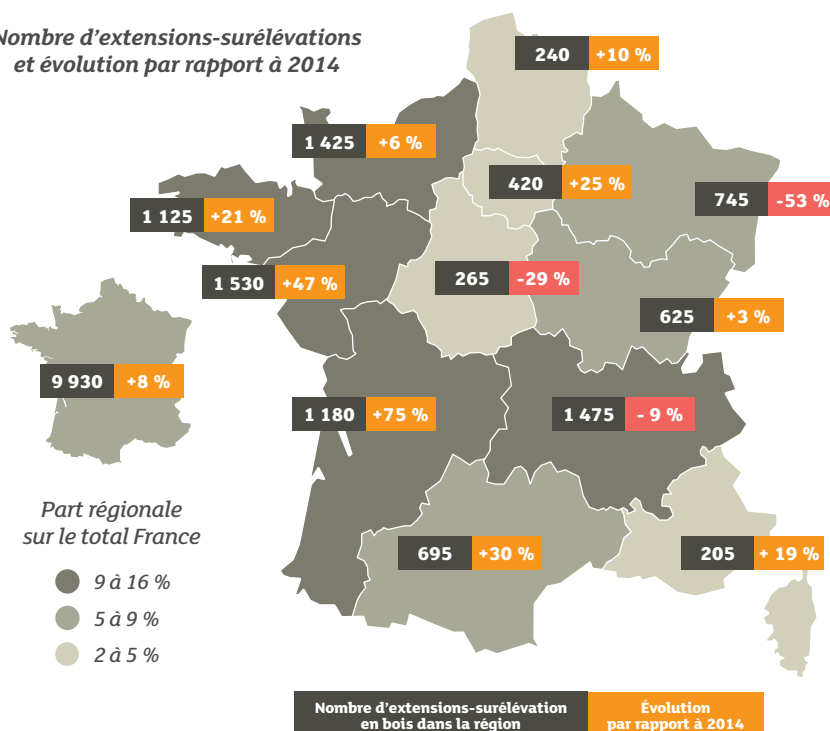 Nombre d'extensions-surélévations
et évolution par rapport à 2014
240 +10 %
1 425 +6 %
420 +25 %
745 -53 %
1 125 +21 %
1 530 +47 %
265 -29 %
625 +3 %
9 930 +8 %
1 180 +75 %
1 475 - 9 %
695 +30 %
205 + 19 %
Part régionale
sur le total France
9 à 16 %
5 à 9 %
2 à 5 %
Nombre d'extensions-surélévation
en bois dans la région
Évolution
par rapport à 2014